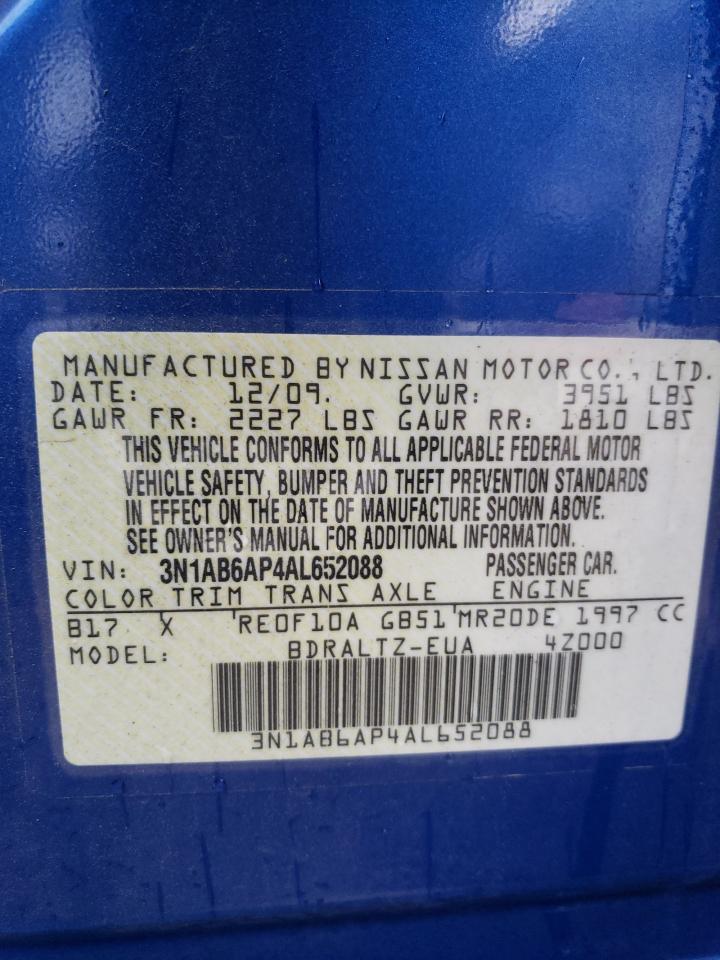 MANUFACTURED BY NISSAN MOTOR CO., LTD.
DATE: 12/09. GVWR: 3951 LBS
GAWR FR: 2227 LBS GAWR RR: 1810 LBS
THIS VEHICLE CONFORMS TO ALL APPLICABLE FEDERAL MOTOR
VEHICLE SAFETY, BUMPER AND THEFT PREVENTION STANDARDS
IN EFFECT ON THE DATE OF MANUFACTURE SHOWN ABOVE.
SEE OWNER'S MANUAL FOR ADDITIONAL INFORMATION.
VIN: 3N1AB6AP4AL652088 PASSENGER CAR.
COLOR TRIM TRANS AXLE ENGINE
B17 X RE0F10A GB51 MR20DE 1997 CC
MODEL: BDRALTZ-EUA 4Z000
3N1AB6AP4AL652088